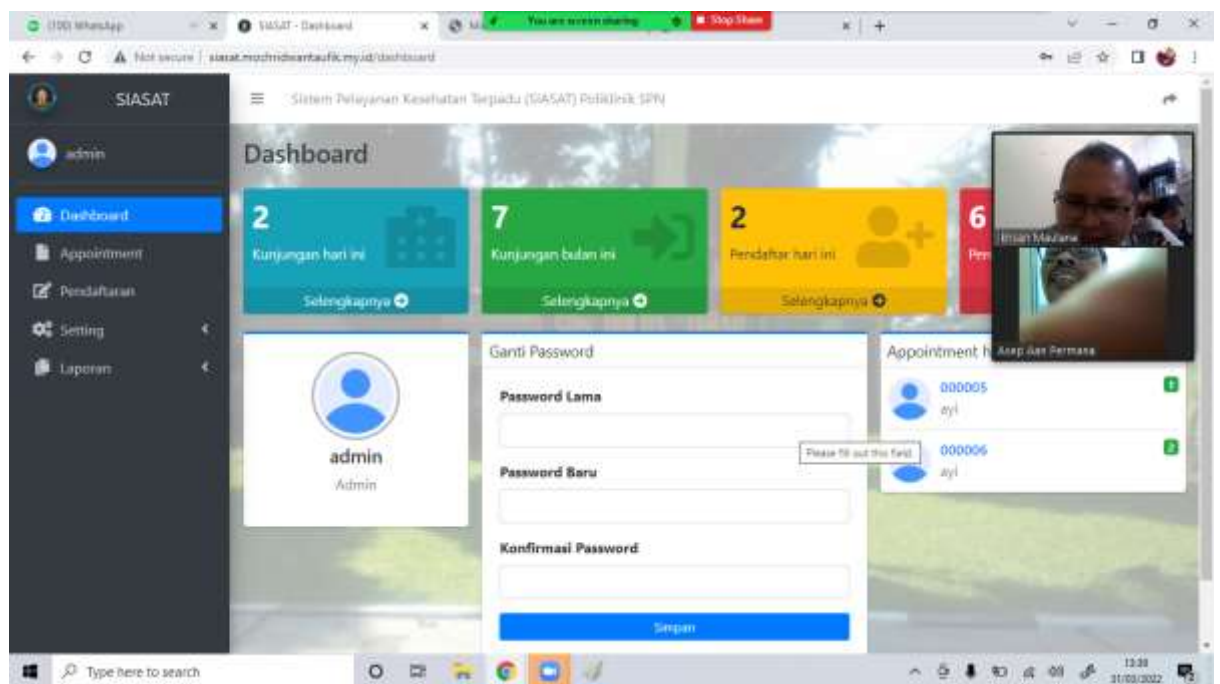 (100) WhatsApp
SIASAT - Dashboard
You are screen sharing
Stop Share
Not secure
siasat.mochridwantaufik.my.id/dashboard
SIASAT
Sistem Pelayanan Kesehatan Terpadu (SIASAT) Poliklinik SPN
admin
Dashboard
Dashboard
Appointment
Pendaftaran
Setting
Laporan
2
Kunjungan hari ini
Selengkapnya
7
Kunjungan bulan ini
Selengkapnya
2
Pendaftar hari ini
Selengkapnya
6
Ihsan Maulana
Asep Aan Permana
admin
Admin
Ganti Password
Password Lama
Please fill out this field.
Password Baru
Konfirmasi Password
Simpan
Appointment
000005
ayi
1
000006
ayi
2
Type here to search
13:39
31/03/2022